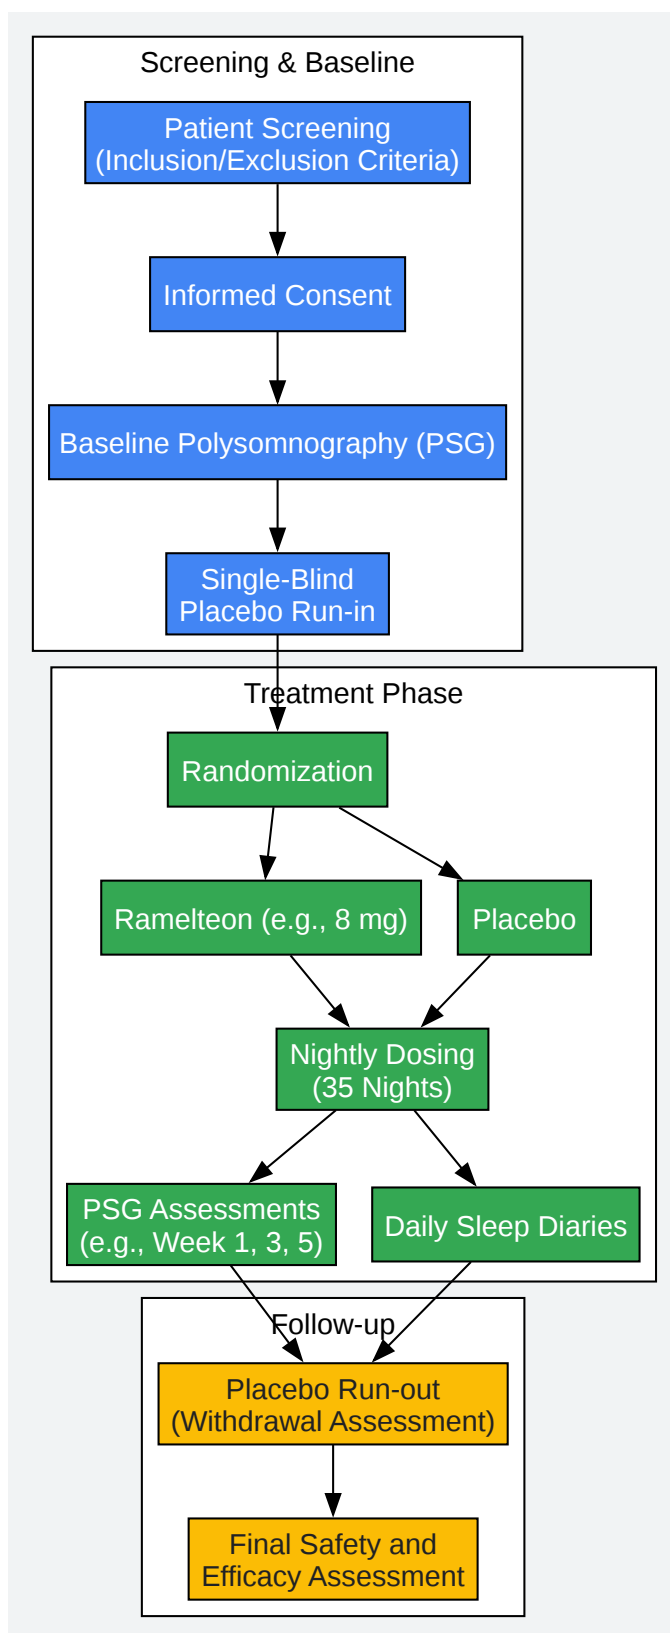 Screening & Baseline
Patient Screening
(Inclusion/Exclusion Criteria)
Informed Consent
Baseline Polysomnography (PSG)
Single-Blind
Placebo Run-in
Treatment Phase
Randomization
Ramelteon (e.g., 8 mg)
Placebo
Nightly Dosing
(35 Nights)
PSG Assessments
(e.g., Week 1, 3, 5)
Daily Sleep Diaries
Follow-up
Placebo Run-out
(Withdrawal Assessment)
Final Safety and
Efficacy Assessment